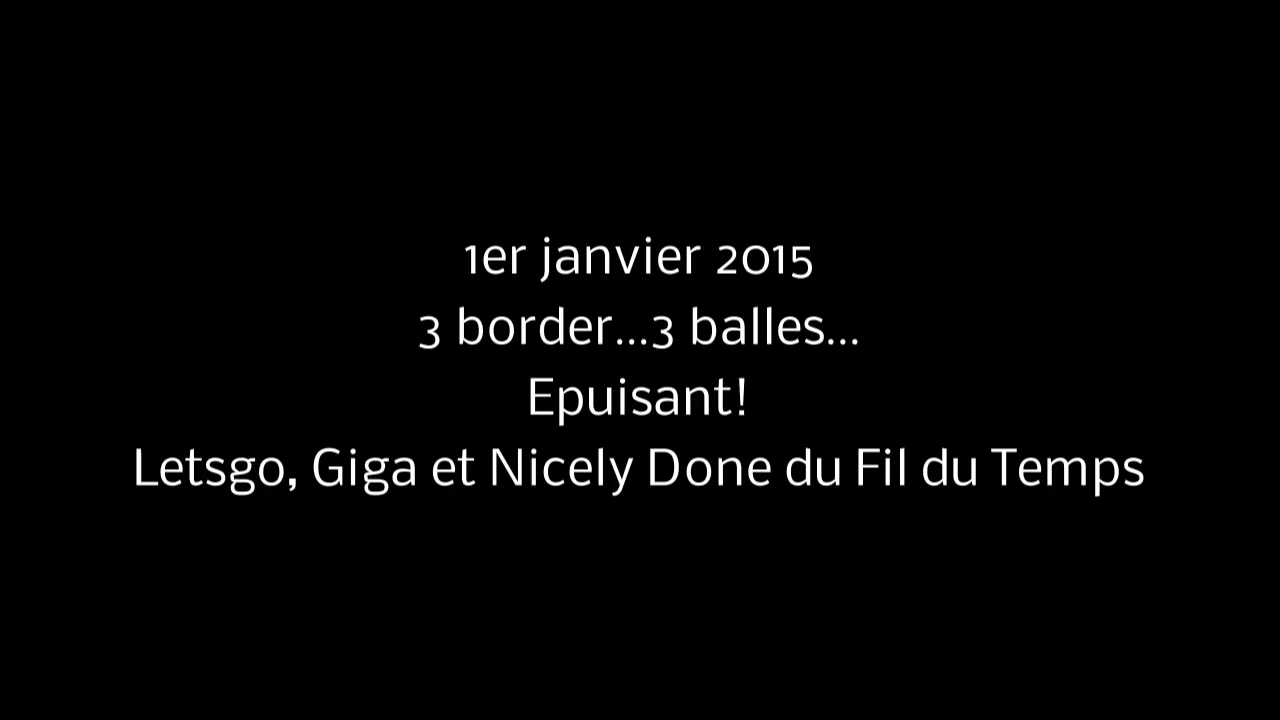 1er janvier 2015
3 border...3 balles...
Epuisant!
Letsgo, Giga et Nicely Done du Fil du Temps